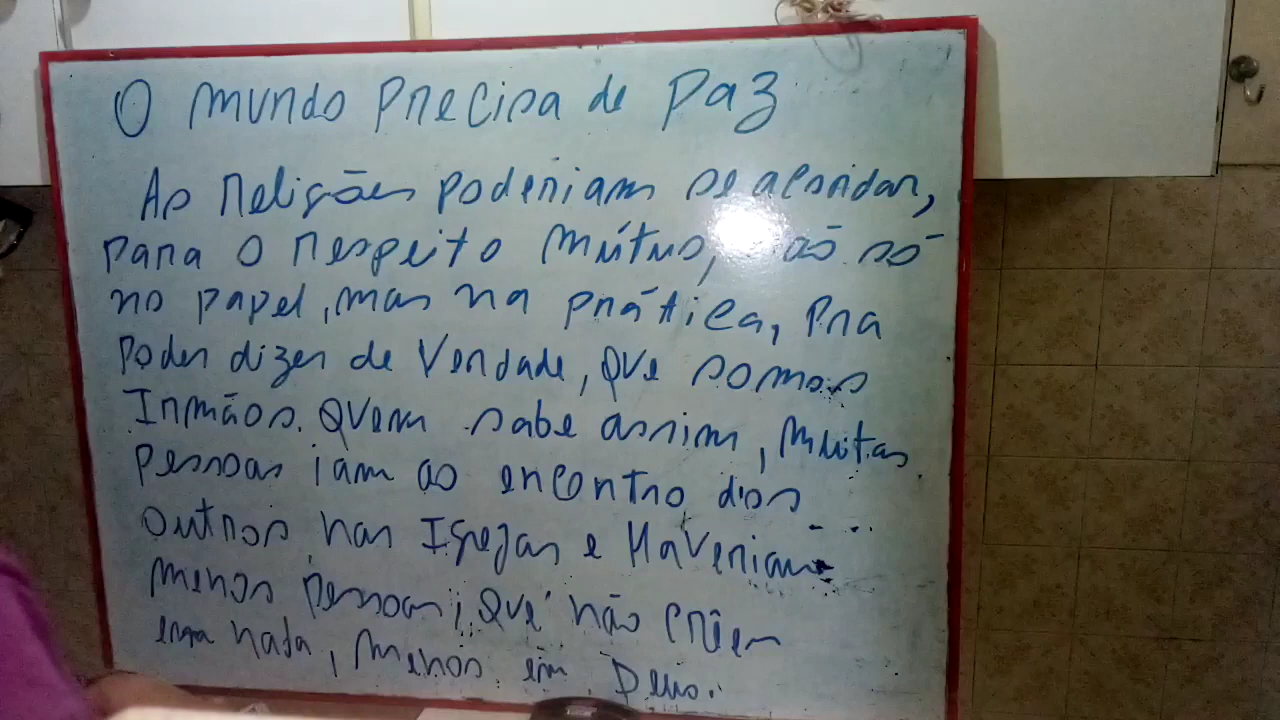 O mundo precisa de Paz
As religiões poderiam se acordar,
para o respeito mútuo, não só
no papel, mas na prática, pra
poder dizer de Verdade, que somos
Irmãos. Quem sabe assim, muitas
pessoas iam ao encontro dos
outros nas Igrejas e Haveriam
menos pessoas, que não crêem
em nada, menos em Deus.